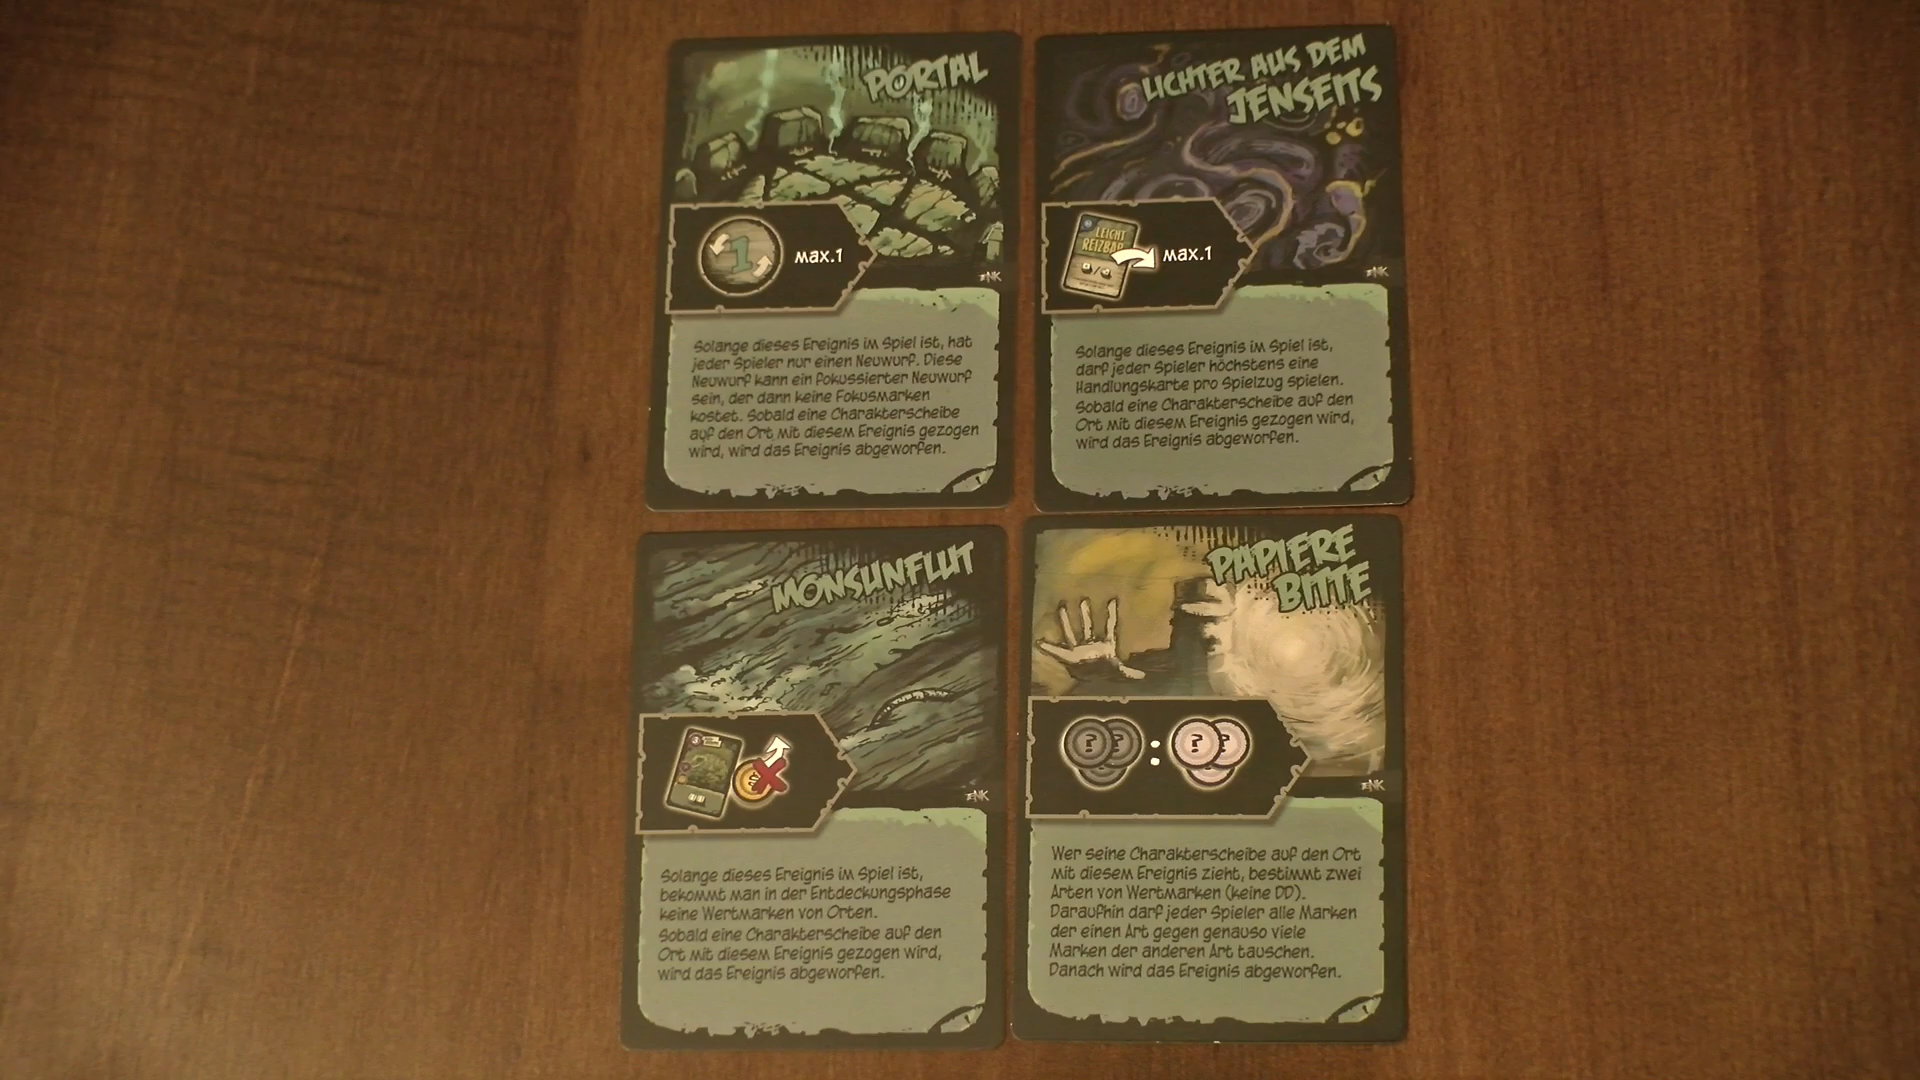 PORTAL
1
MAX.1
ENK
Solange dieses Ereignis im Spiel ist, hat
jeder Spieler nur einen Neuwurf. Diese
Neuwurf kann ein fokussierter Neuwurf
sein, der dann keine Fokusmarken
kostet. Sobald eine Charakterscheibe
auf den Ort mit diesem Ereignis gezogen
wird, wird das Ereignis abgeworfen.
LICHTER AUS DEM
JENSEITS
LEICHT
REIZBAR
MAX.1
ENK
Solange dieses Ereignis im Spiel ist,
darf jeder Spieler höchstens eine
Handlungskarte pro Spielzug spielen.
Sobald eine Charakterscheibe auf den
Ort mit diesem Ereignis gezogen wird,
wird das Ereignis abgeworfen.
MONSUNFLUT
3
ENK
Solange dieses Ereignis im Spiel ist,
bekommt man in der Entdeckungsphase
keine Wertmarken von Orten.
Sobald eine Charakterscheibe auf den
Ort mit diesem Ereignis gezogen wird,
wird das Ereignis abgeworfen.
PAPIERE
BITTE
? ? : ? ?
ENK
Wer seine Charakterscheibe auf den Ort
mit diesem Ereignis zieht, bestimmt zwei
Arten von Wertmarken (keine DD).
Daraufhin darf jeder Spieler alle Marken
der einen Art gegen genauso viele
Marken der anderen Art tauschen.
Danach wird das Ereignis abgeworfen.